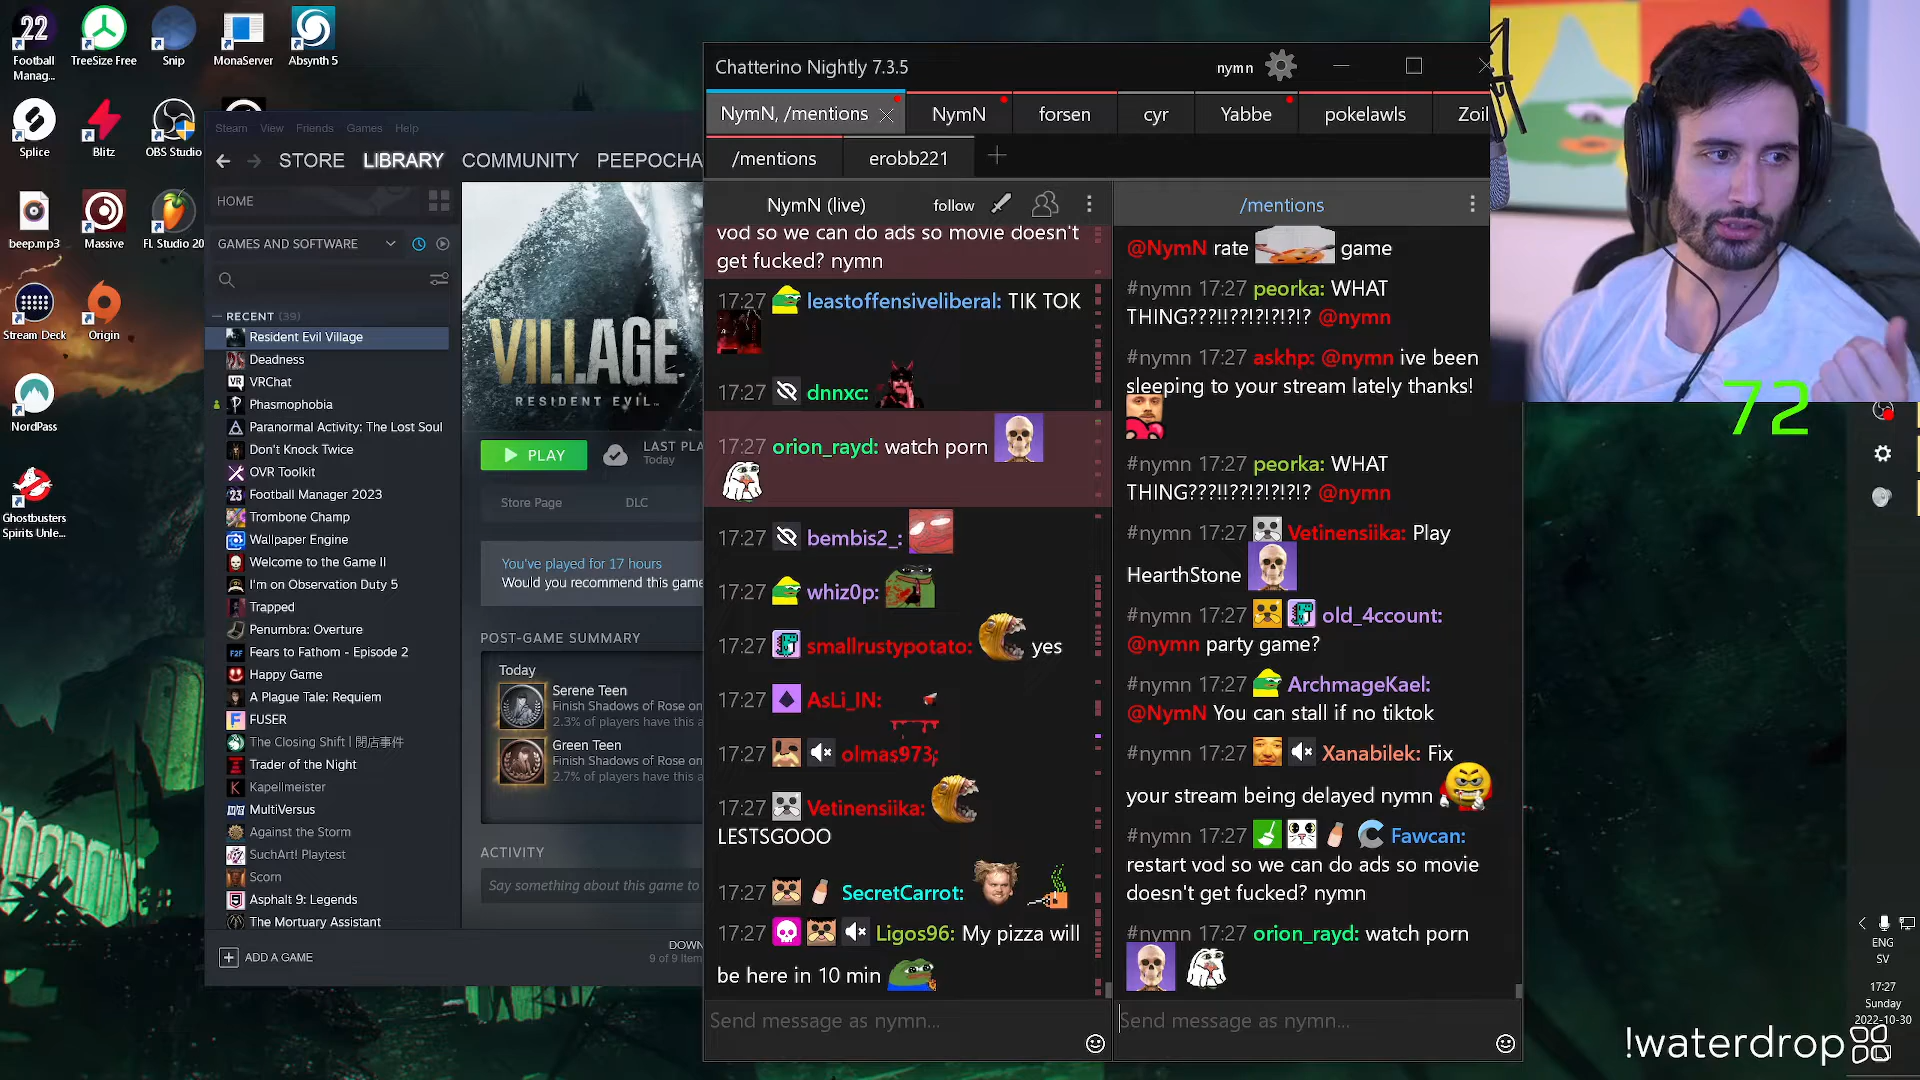 Football
Manag...
TreeSize Free
Snip
MonaServer
Absynth 5
Splice
Blitz
OBS Studio
beep.mp3
Massive
FL Studio 20
Stream Deck
Origin
NordPass
Ghostbusters
Spirits Unle...
Steam View Friends Games Help
STORE LIBRARY COMMUNITY PEEPOCHA
HOME
GAMES AND SOFTWARE
RECENT (39)
Resident Evil Village
Deadness
VRChat
Phasmophobia
Paranormal Activity: The Lost Soul
Don't Knock Twice
OVR Toolkit
Football Manager 2023
Trombone Champ
Wallpaper Engine
Welcome to the Game II
I'm on Observation Duty 5
Trapped
Penumbra: Overture
Fears to Fathom - Episode 2
Happy Game
A Plague Tale: Requiem
FUSER
The Closing Shift | 閉店事件
Trader of the Night
Kapellmeister
MultiVersus
Against the Storm
SuchArt! Playtest
Scorn
Asphalt 9: Legends
The Mortuary Assistant
ADD A GAME
VILLAGE
RESIDENT EVIL
PLAY
LAST PLA
Today
Store Page DLC
You've played for 17 hours
Would you recommend this game
POST-GAME SUMMARY
Today
Serene Teen
Finish Shadows of Rose on
2.3% of players have this a
Green Teen
Finish Shadows of Rose on
2.7% of players have this a
ACTIVITY
Say something about this game to
DOWN
9 of 9 Item
Chatterino Nightly 7.3.5
nymn
NymN, /mentions NymN forsen cyr Yabbe pokelawls Zoil
/mentions erobb221
NymN (live) follow
vod so we can do ads so movie doesn't
get fucked? nymn
17:27 leastoffensiveliberal: TIK TOK
17:27 dnnxc:
17:27 orion_rayd: watch porn
17:27 bembis2_:
17:27 whiz0p:
17:27 smallrustypotato: yes
17:27 AsLi_IN:
17:27 olmas973:
17:27 Vetinensiika:
LESTSGOOO
17:27 SecretCarrot:
17:27 Ligos96: My pizza will
be here in 10 min
Send message as nymn...
/mentions
@NymN rate game
#nymn 17:27 peorka: WHAT
THING???!!??!?!?!?!? @nymn
#nymn 17:27 askhp: @nymn ive been
sleeping to your stream lately thanks!
#nymn 17:27 peorka: WHAT
THING???!!??!?!?!?!? @nymn
#nymn 17:27 Vetinensiika: Play
HearthStone
#nymn 17:27 old_4ccount:
@nymn party game?
#nymn 17:27 ArchmageKael:
@NymN You can stall if no tiktok
#nymn 17:27 Xanabilek: Fix
your stream being delayed nymn
#nymn 17:27 Fawcan:
restart vod so we can do ads so movie
doesn't get fucked? nymn
#nymn 17:27 orion_rayd: watch porn
Send message as nymn...
72
ENG
SV
17:27
Sunday
2022-10-30
!waterdrop